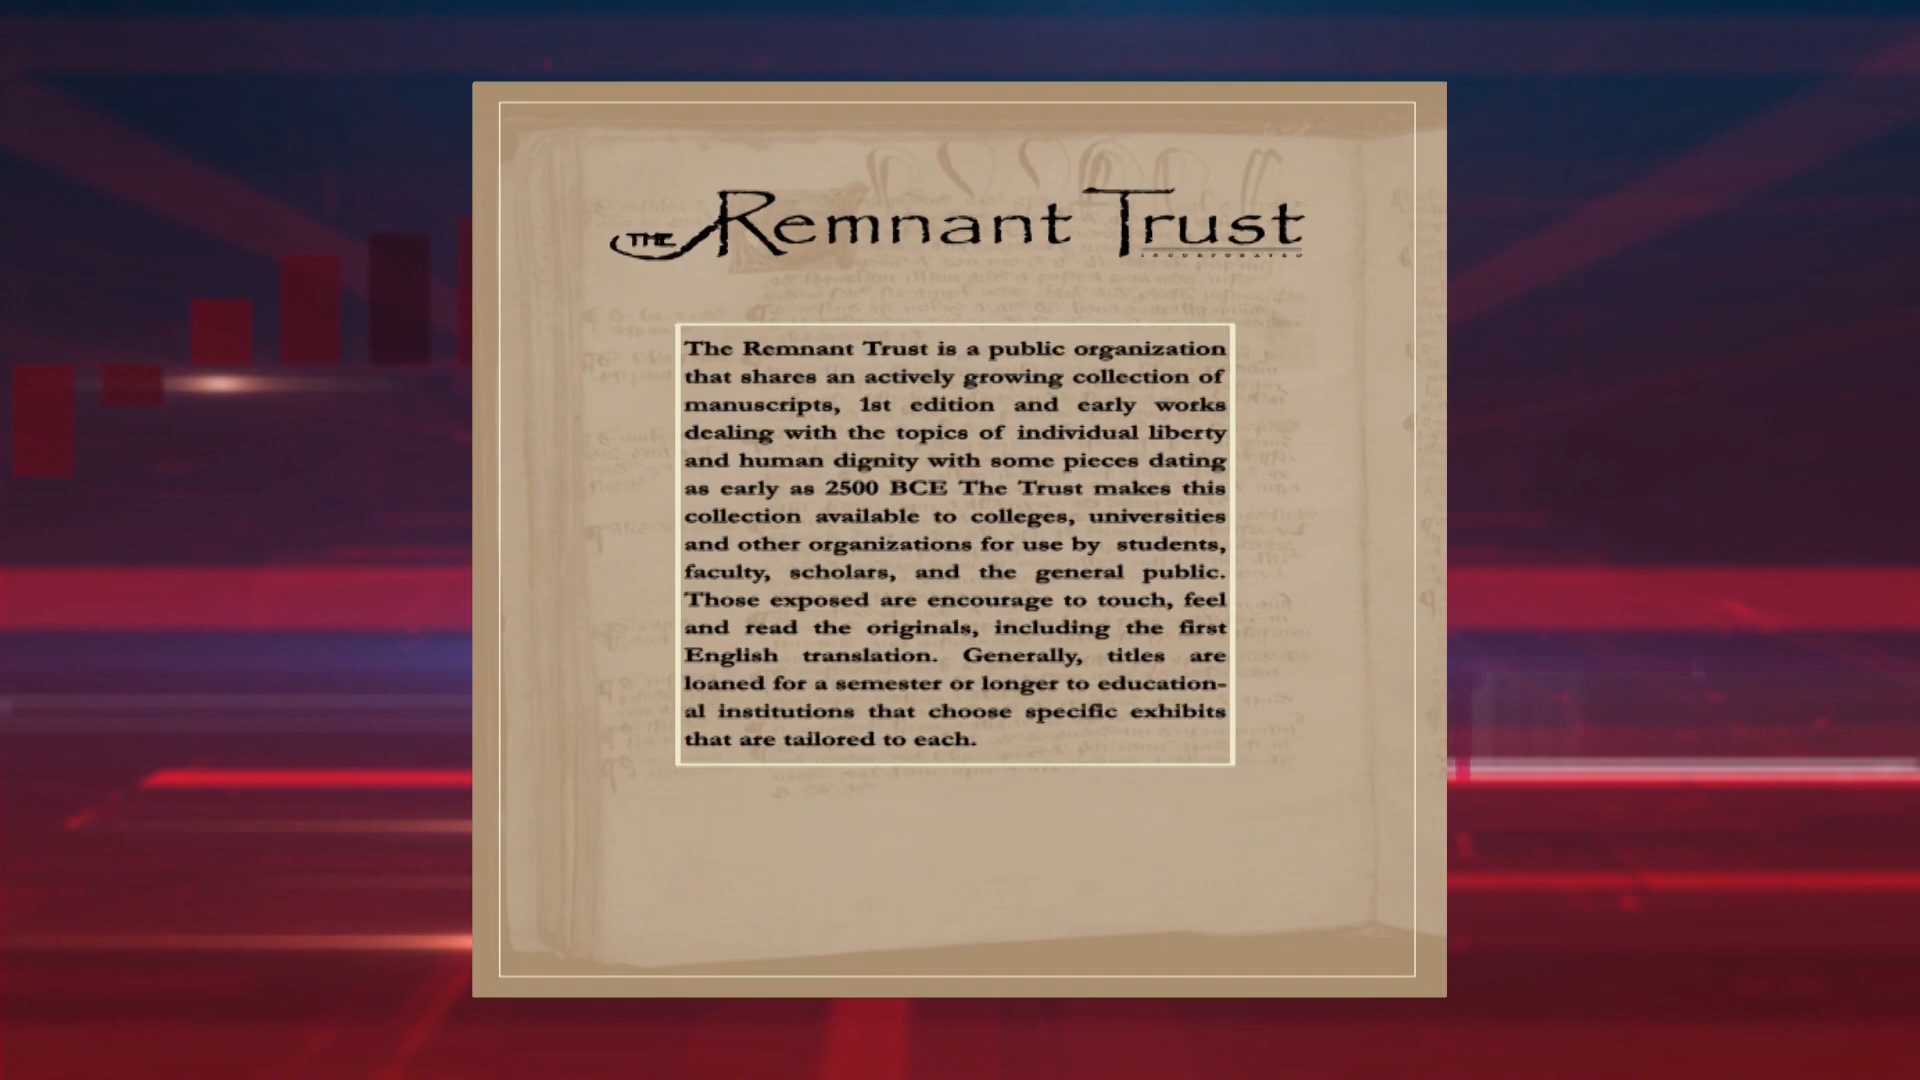 THE Remnant Trust
INCORPORATED
The Remnant Trust is a public organization
that shares an actively growing collection of
manuscripts, 1st edition and early works
dealing with the topics of individual liberty
and human dignity with some pieces dating
as early as 2500 BCE The Trust makes this
collection available to colleges, universities
and other organizations for use by students,
faculty, scholars, and the general public.
Those exposed are encourage to touch, feel
and read the originals, including the first
English translation. Generally, titles are
loaned for a semester or longer to education-
al institutions that choose specific exhibits
that are tailored to each.